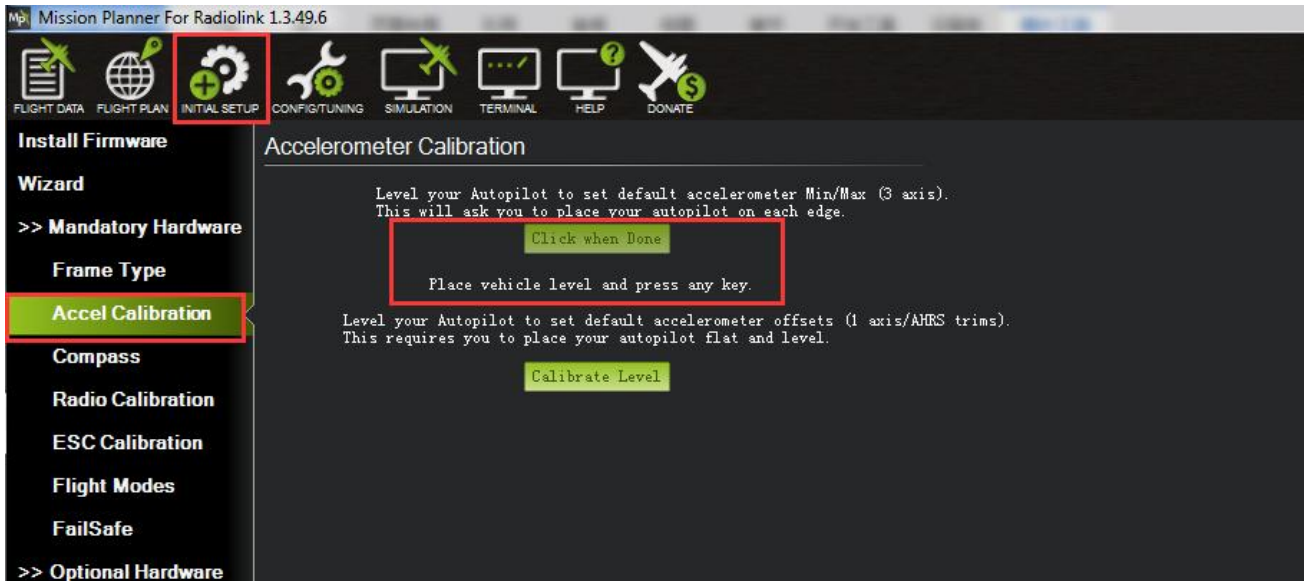 Mp Mission Planner For Radiolink 1.3.49.6
FLIGHT DATA FLIGHT PLAN INITIAL SETUP CONFIG/TUNING SIMULATION TERMINAL HELP DONATE
Install Firmware
Wizard
>> Mandatory Hardware
Frame Type
Accel Calibration
Compass
Radio Calibration
ESC Calibration
Flight Modes
FailSafe
>> Optional Hardware
Accelerometer Calibration
Level your Autopilot to set default accelerometer Min/Max (3 axis).
This will ask you to place your autopilot on each edge.
Click when Done
Place vehicle level and press any key.
Level your Autopilot to set default accelerometer offsets (1 axis/AHRS trims).
This requires you to place your autopilot flat and level.
Calibrate Level